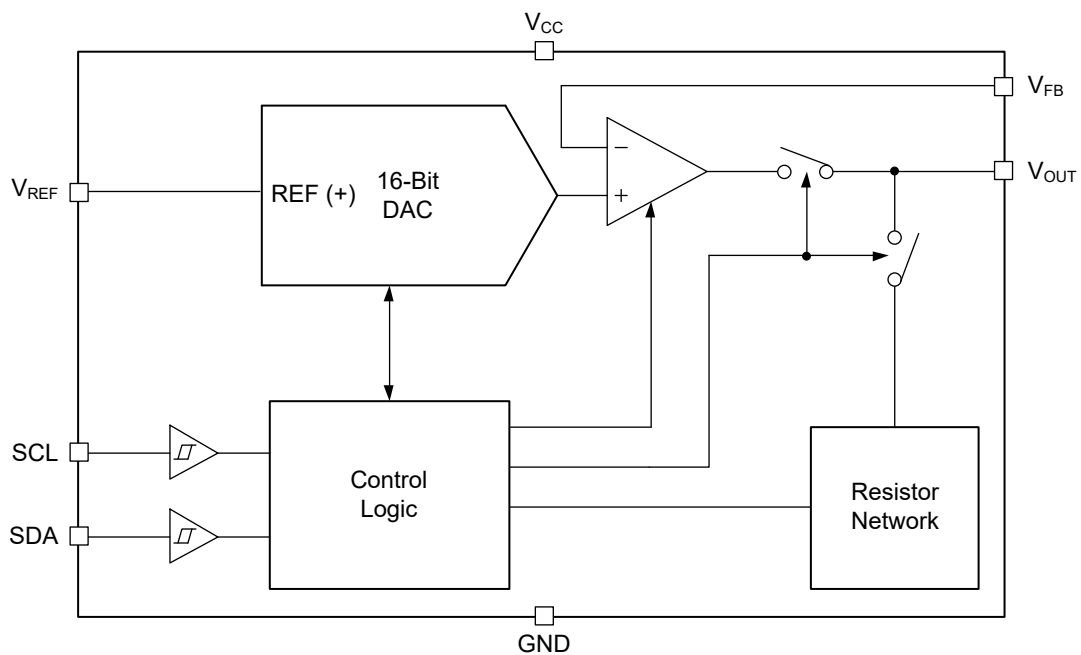 VCC
VFB
VREF
REF (+)
16-Bit
DAC
−
+
VOUT
SCL
SDA
Control
Logic
Resistor
Network
GND